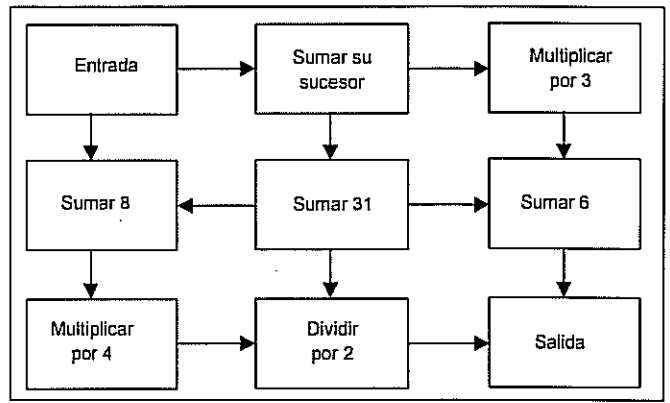 Entrada
Sumar su
sucesor
Multiplicar
por 3
Sumar 8
Sumar 31
Sumar 6
Multiplicar
por 4
Dividir
por 2
Salida